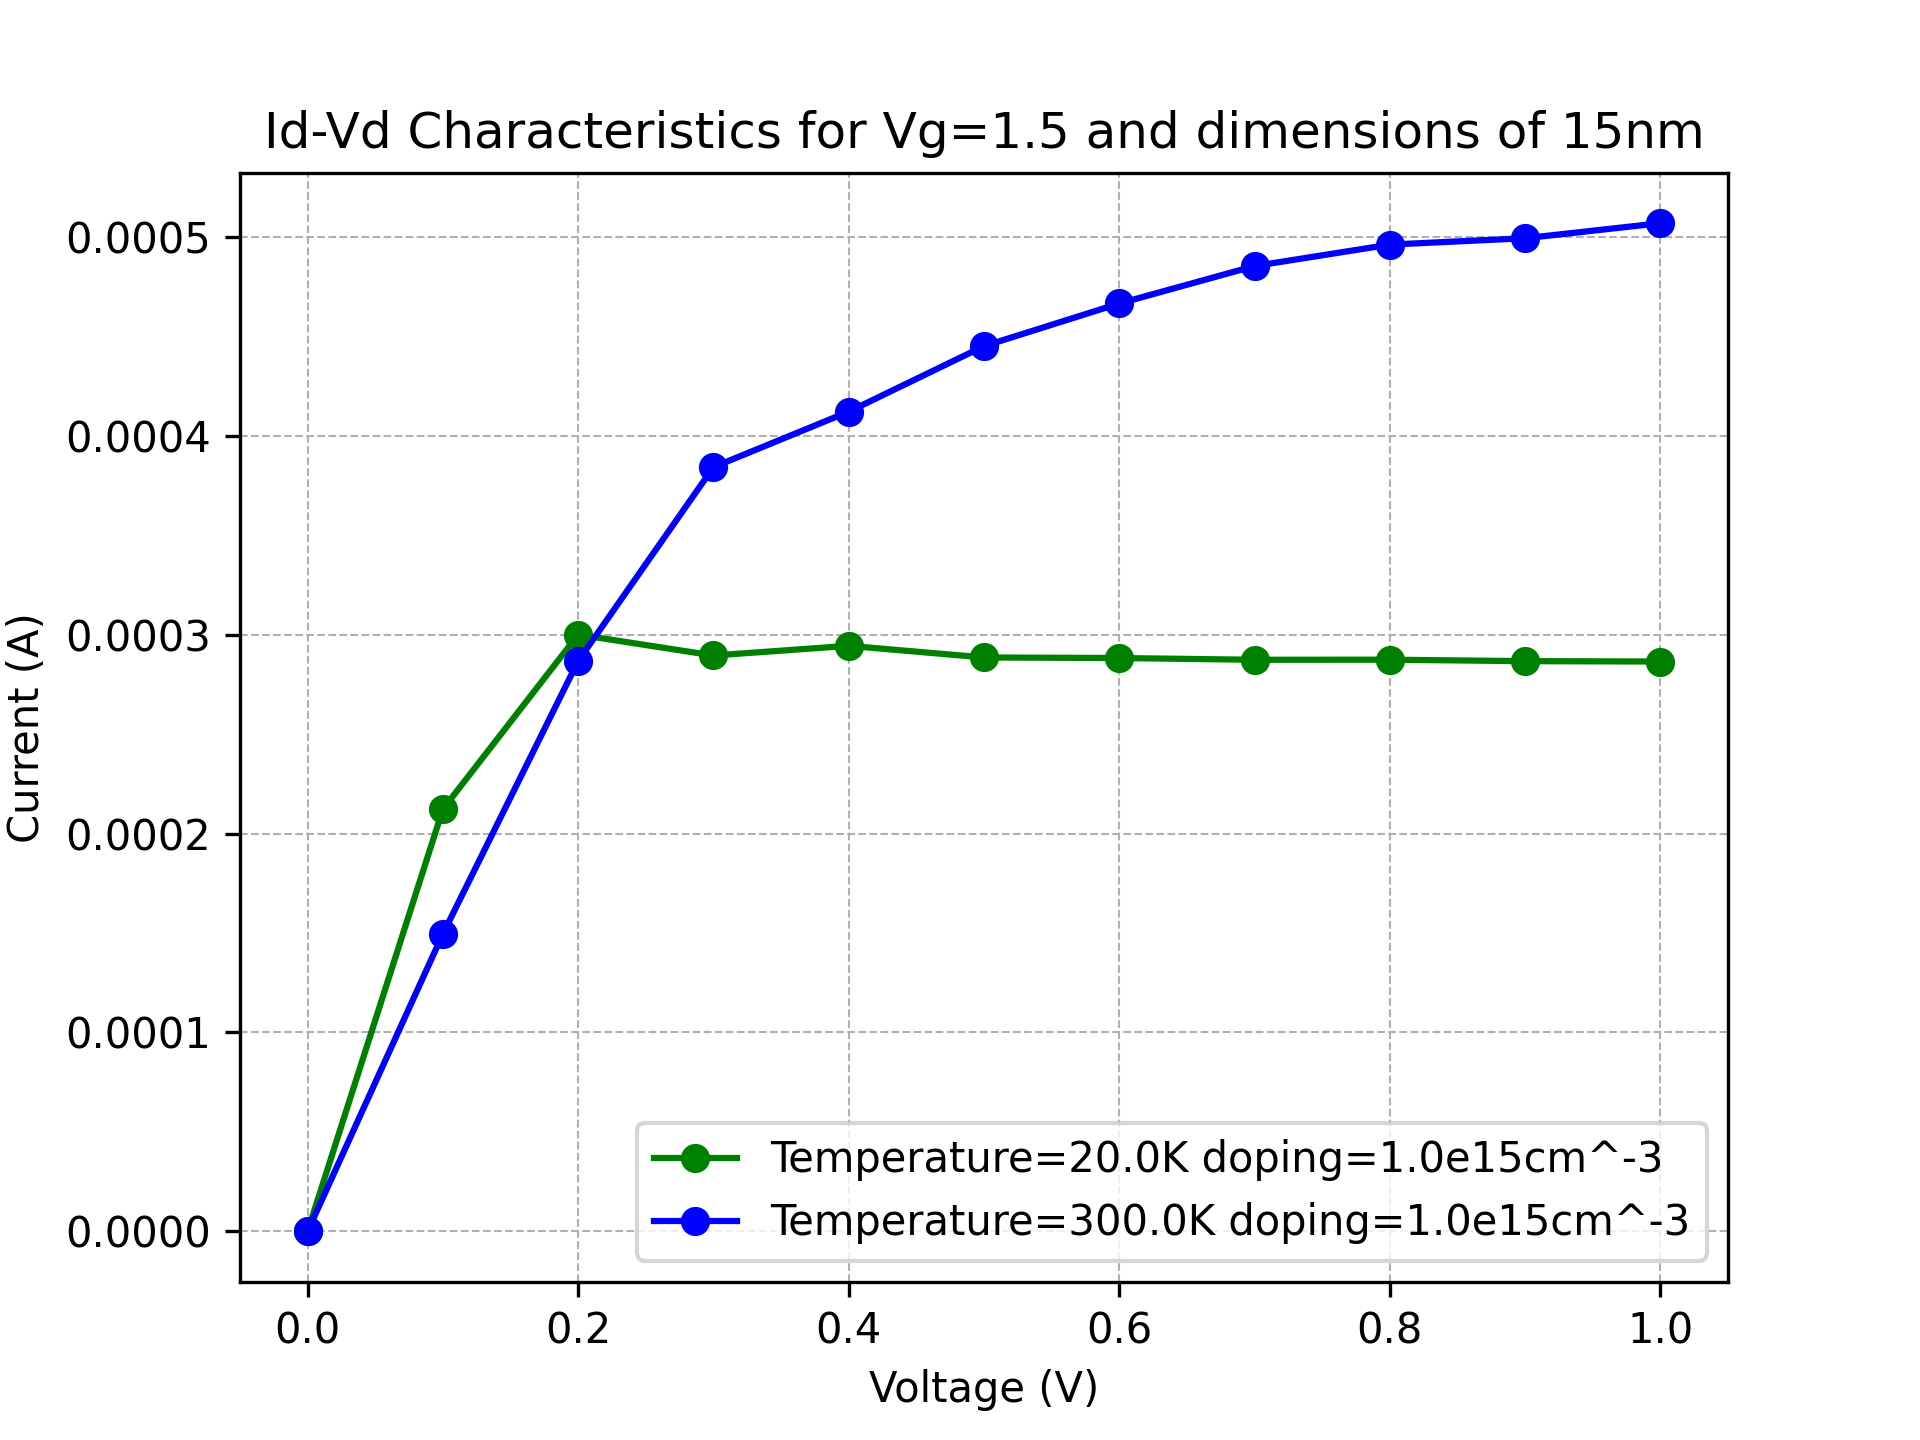 Id-Vd Characteristics for Vg=1.5 and dimensions of 15nm
Current (A)
0.0005
0.0004
0.0003
0.0002
0.0001
0.0000
Temperature=20.0K doping=1.0e15cm^-3
Temperature=300.0K doping=1.0e15cm^-3
0.0 0.2 0.4 0.6 0.8 1.0
Voltage (V)